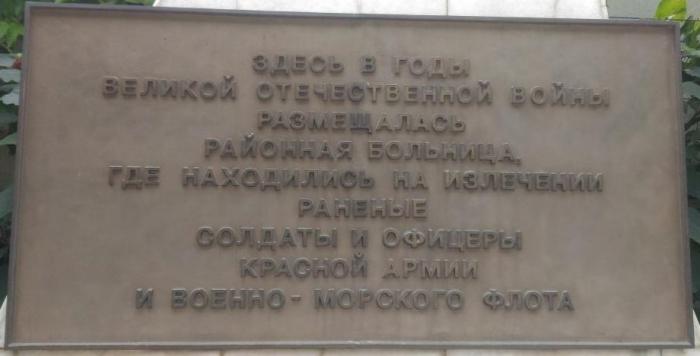 ЗДЕСЬ В ГОДЫ
ВЕЛИКОЙ ОТЕЧЕСТВЕННОЙ ВОЙНЫ
РАЗМЕЩАЛАСЬ
РАЙОННАЯ БОЛЬНИЦА,
ГДЕ НАХОДИЛИСЬ НА ИЗЛЕЧЕНИИ
РАНЕНЫЕ
СОЛДАТЫ И ОФИЦЕРЫ
КРАСНОЙ АРМИИ
И ВОЕННО-МОРСКОГО ФЛОТА